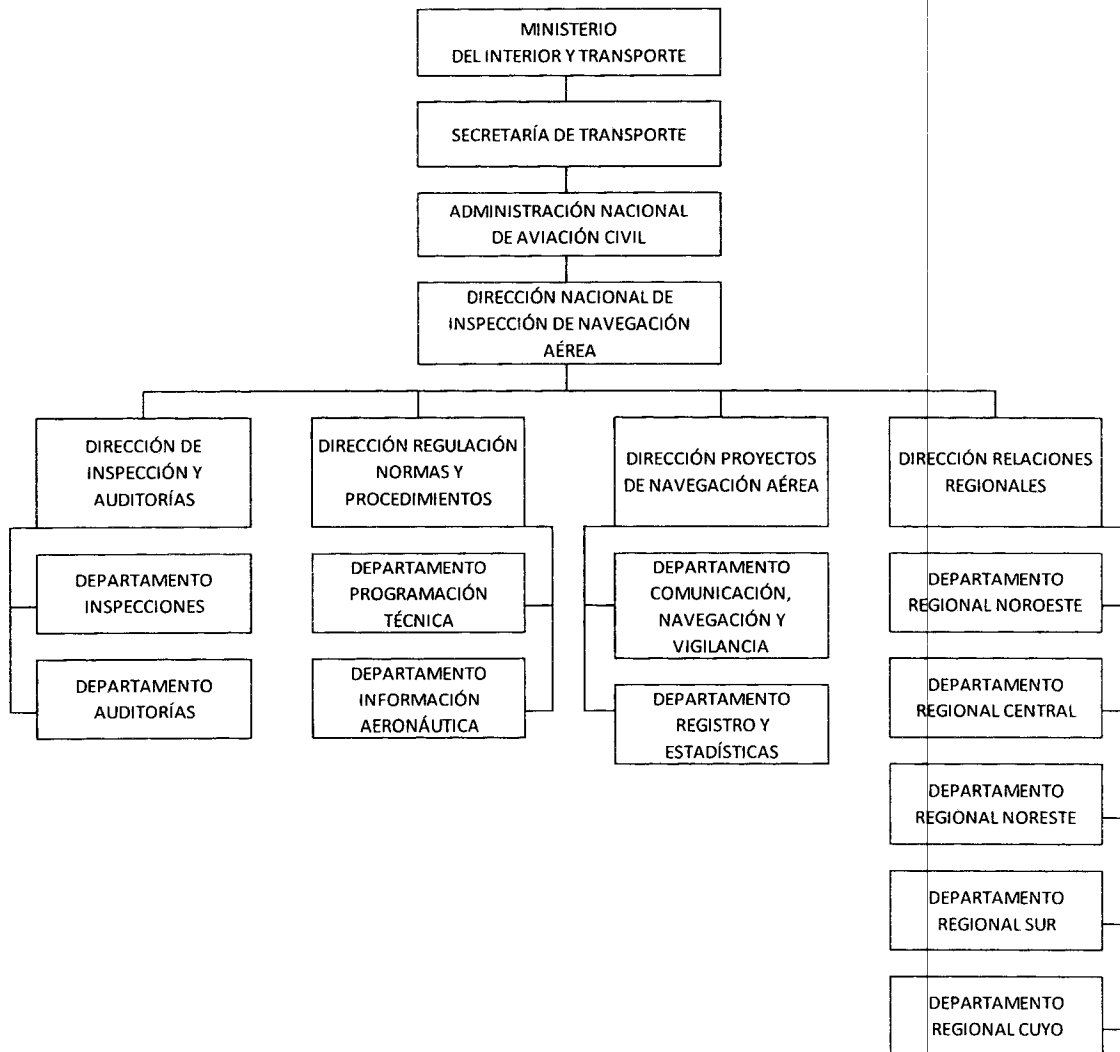 MINISTERIO
DEL INTERIOR Y TRANSPORTE
SECRETARÍA DE TRANSPORTE
ADMINISTRACIÓN NACIONAL
DE AVIACIÓN CIVIL
DIRECCIÓN NACIONAL DE
INSPECCIÓN DE NAVEGACIÓN
AÉREA
DIRECCIÓN DE
INSPECCIÓN Y
AUDITORÍAS
DEPARTAMENTO
INSPECCIONES
DEPARTAMENTO
AUDITORÍAS
DIRECCIÓN REGULACIÓN
NORMAS Y
PROCEDIMIENTOS
DEPARTAMENTO
PROGRAMACIÓN
TÉCNICA
DEPARTAMENTO
INFORMACIÓN
AERONÁUTICA
DIRECCIÓN PROYECTOS
DE NAVEGACIÓN AÉREA
DEPARTAMENTO
COMUNICACIÓN,
NAVEGACIÓN Y
VIGILANCIA
DEPARTAMENTO
REGISTRO Y
ESTADÍSTICAS
DIRECCIÓN RELACIONES
REGIONALES
DEPARTAMENTO
REGIONAL NOROESTE
DEPARTAMENTO
REGIONAL CENTRAL
DEPARTAMENTO
REGIONAL NORESTE
DEPARTAMENTO
REGIONAL SUR
DEPARTAMENTO
REGIONAL CUYO